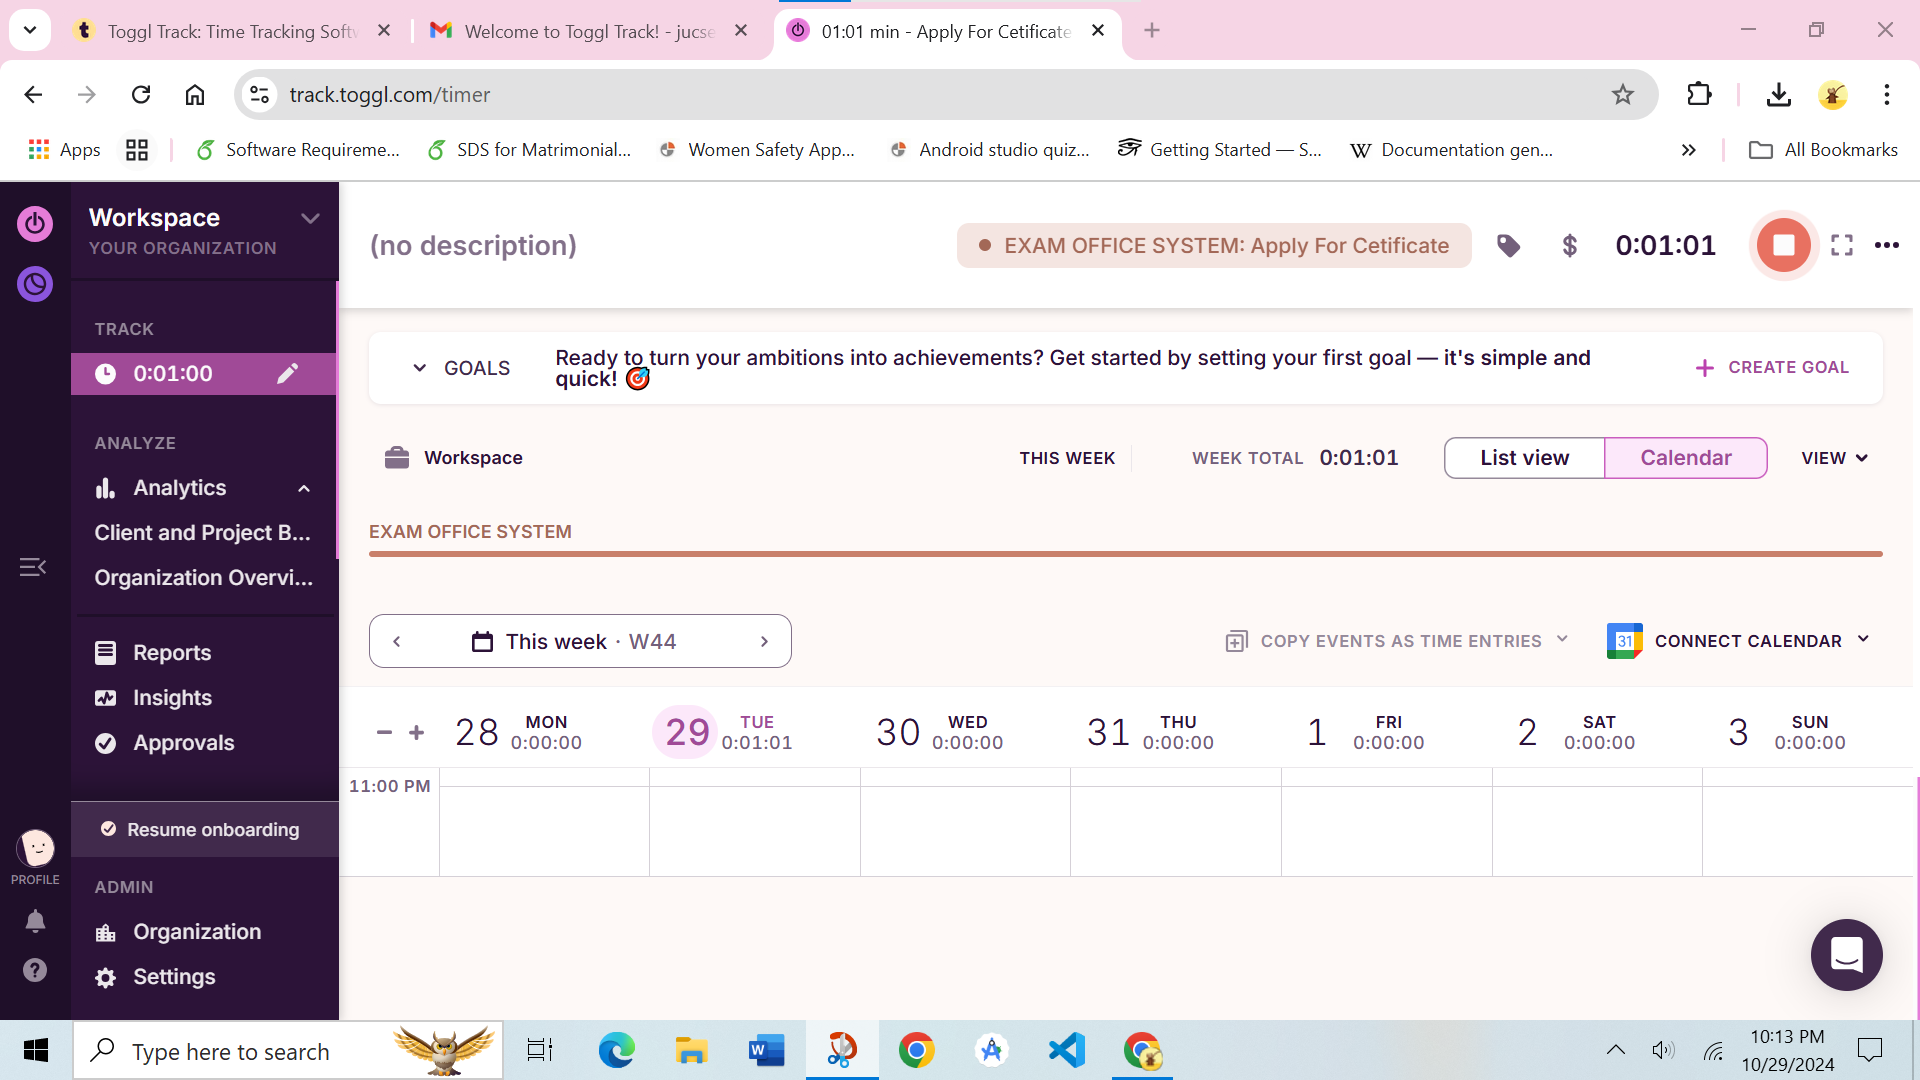 Toggl Track: Time Tracking Softw
Welcome to Toggl Track! - jucse
01:01 min - Apply For Cetificate
track.toggl.com/timer
Apps
Software Requireme...
SDS for Matrimonial...
Women Safety App...
Android studio quiz...
Getting Started — S...
Documentation gen...
All Bookmarks
Workspace
YOUR ORGANIZATION
TRACK
0:01:00
ANALYZE
Analytics
Client and Project B...
Organization Overvi...
Reports
Insights
Approvals
Resume onboarding
ADMIN
Organization
Settings
PROFILE
(no description)
EXAM OFFICE SYSTEM: Apply For Cetificate
$
0:01:01
GOALS
Ready to turn your ambitions into achievements? Get started by setting your first goal — it's simple and
quick!
CREATE GOAL
Workspace
THIS WEEK
WEEK TOTAL 0:01:01
List view
Calendar
VIEW
EXAM OFFICE SYSTEM
This week · W44
COPY EVENTS AS TIME ENTRIES
31
CONNECT CALENDAR
28 MON 0:00:00
29 TUE 0:01:01
30 WED 0:00:00
31 THU 0:00:00
1 FRI 0:00:00
2 SAT 0:00:00
3 SUN 0:00:00
11:00 PM
Type here to search
10:13 PM
10/29/2024